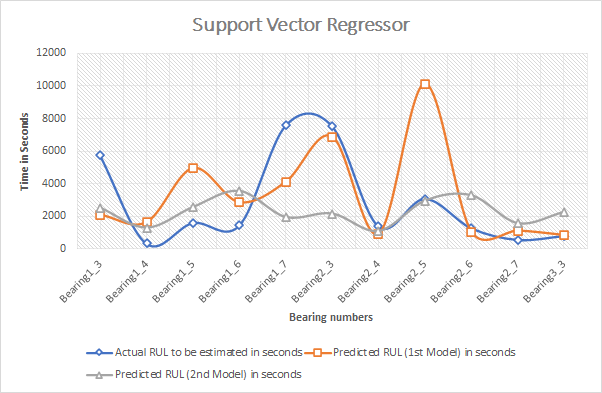 Support Vector Regressor
12000
10000
8000
6000
4000
2000
0
Time in Seconds
Bearing1_3
Bearing1_4
Bearing1_5
Bearing1_6
Bearing1_7
Bearing2_3
Bearing2_4
Bearing2_5
Bearing2_6
Bearing2_7
Bearing3_3
Bearing numbers
Actual RUL to be estimated in seconds
Predicted RUL (1st Model) in seconds
Predicted RUL (2nd Model) in seconds